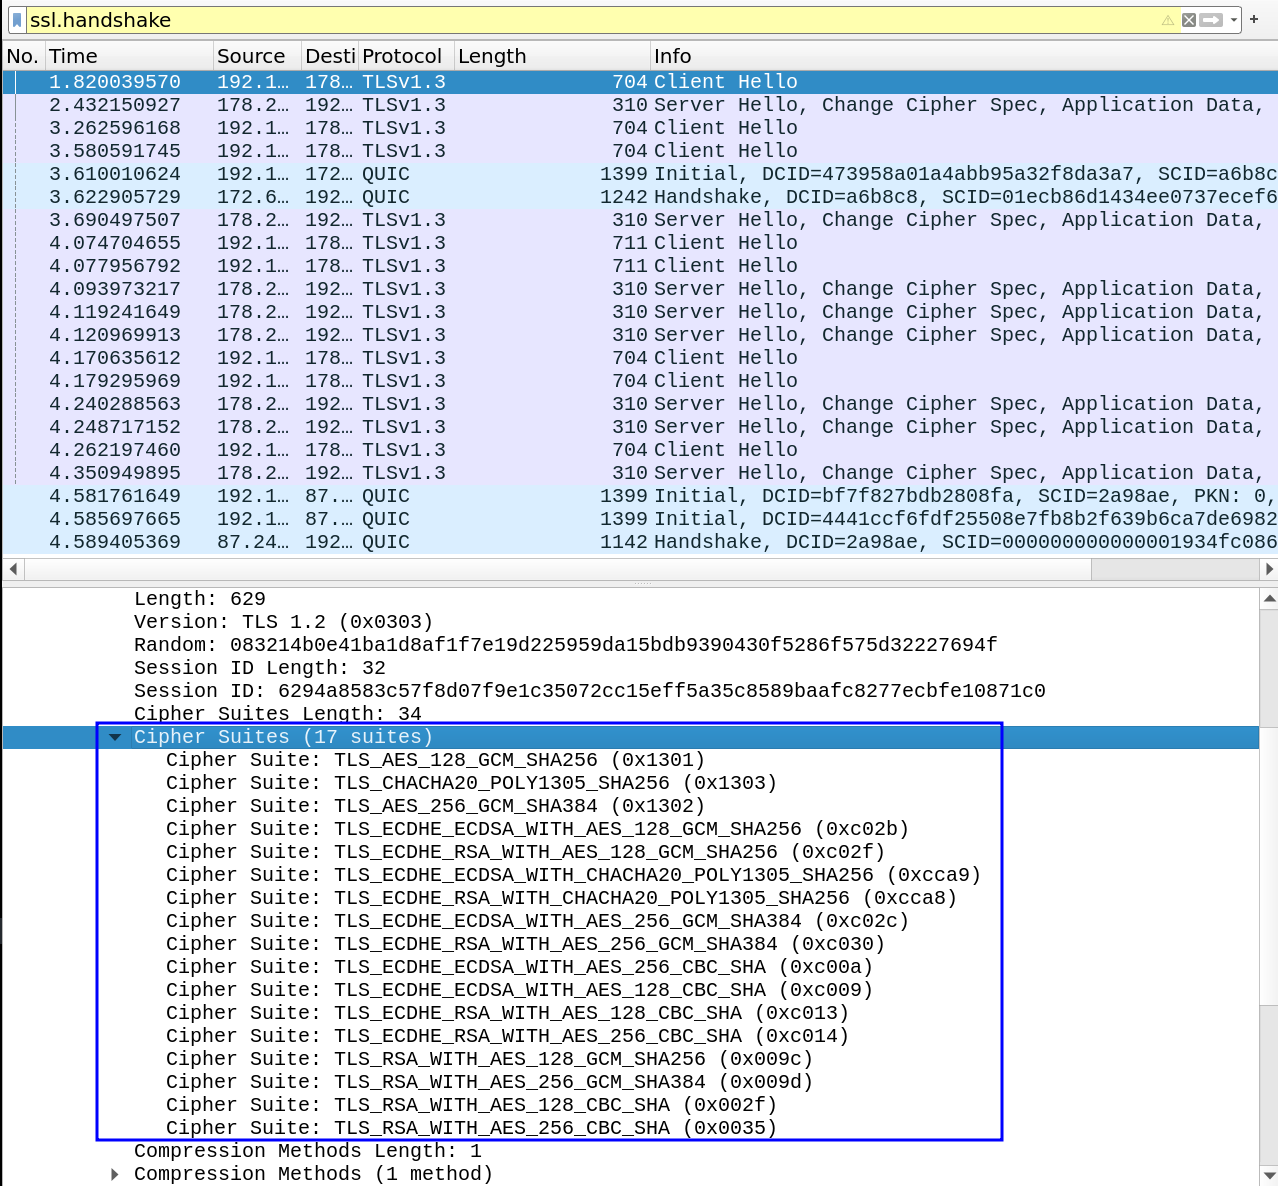 ssl.handshake
No. Time Source Desti Protocol Length Info
1.820039570 192.1… 178… TLSv1.3 704 Client Hello
2.432150927 178.2… 192… TLSv1.3 310 Server Hello, Change Cipher Spec, Application Data,
3.262596168 192.1… 178… TLSv1.3 704 Client Hello
3.580591745 192.1… 178… TLSv1.3 704 Client Hello
3.610010624 192.1… 172… QUIC 1399 Initial, DCID=473958a01a4abb95a32f8da3a7, SCID=a6b8c
3.622905729 172.6… 192… QUIC 1242 Handshake, DCID=a6b8c8, SCID=01ecb86d1434ee0737ecef6
3.690497507 178.2… 192… TLSv1.3 310 Server Hello, Change Cipher Spec, Application Data,
4.074704655 192.1… 178… TLSv1.3 711 Client Hello
4.077956792 192.1… 178… TLSv1.3 711 Client Hello
4.093973217 178.2… 192… TLSv1.3 310 Server Hello, Change Cipher Spec, Application Data,
4.119241649 178.2… 192… TLSv1.3 310 Server Hello, Change Cipher Spec, Application Data,
4.120969913 178.2… 192… TLSv1.3 310 Server Hello, Change Cipher Spec, Application Data,
4.170635612 192.1… 178… TLSv1.3 704 Client Hello
4.179295969 192.1… 178… TLSv1.3 704 Client Hello
4.240288563 178.2… 192… TLSv1.3 310 Server Hello, Change Cipher Spec, Application Data,
4.248717152 178.2… 192… TLSv1.3 310 Server Hello, Change Cipher Spec, Application Data,
4.262197460 192.1… 178… TLSv1.3 704 Client Hello
4.350949895 178.2… 192… TLSv1.3 310 Server Hello, Change Cipher Spec, Application Data,
4.581761649 192.1… 87.… QUIC 1399 Initial, DCID=bf7f827bdb2808fa, SCID=2a98ae, PKN: 0,
4.585697665 192.1… 87.… QUIC 1399 Initial, DCID=4441ccf6fdf25508e7fb8b2f639b6ca7de6982
4.589405369 87.24… 192… QUIC 1142 Handshake, DCID=2a98ae, SCID=000000000000001934fc086
Length: 629
Version: TLS 1.2 (0x0303)
Random: 083214b0e41ba1d8af1f7e19d225959da15bdb9390430f5286f575d32227694f
Session ID Length: 32
Session ID: 6294a8583c57f8d07f9e1c35072cc15eff5a35c8589baafc8277ecbfe10871c0
Cipher Suites Length: 34
Cipher Suites (17 suites)
Cipher Suite: TLS_AES_128_GCM_SHA256 (0x1301)
Cipher Suite: TLS_CHACHA20_POLY1305_SHA256 (0x1303)
Cipher Suite: TLS_AES_256_GCM_SHA384 (0x1302)
Cipher Suite: TLS_ECDHE_ECDSA_WITH_AES_128_GCM_SHA256 (0xc02b)
Cipher Suite: TLS_ECDHE_RSA_WITH_AES_128_GCM_SHA256 (0xc02f)
Cipher Suite: TLS_ECDHE_ECDSA_WITH_CHACHA20_POLY1305_SHA256 (0xcca9)
Cipher Suite: TLS_ECDHE_RSA_WITH_CHACHA20_POLY1305_SHA256 (0xcca8)
Cipher Suite: TLS_ECDHE_ECDSA_WITH_AES_256_GCM_SHA384 (0xc02c)
Cipher Suite: TLS_ECDHE_RSA_WITH_AES_256_GCM_SHA384 (0xc030)
Cipher Suite: TLS_ECDHE_ECDSA_WITH_AES_256_CBC_SHA (0xc00a)
Cipher Suite: TLS_ECDHE_ECDSA_WITH_AES_128_CBC_SHA (0xc009)
Cipher Suite: TLS_ECDHE_RSA_WITH_AES_128_CBC_SHA (0xc013)
Cipher Suite: TLS_ECDHE_RSA_WITH_AES_256_CBC_SHA (0xc014)
Cipher Suite: TLS_RSA_WITH_AES_128_GCM_SHA256 (0x009c)
Cipher Suite: TLS_RSA_WITH_AES_256_GCM_SHA384 (0x009d)
Cipher Suite: TLS_RSA_WITH_AES_128_CBC_SHA (0x002f)
Cipher Suite: TLS_RSA_WITH_AES_256_CBC_SHA (0x0035)
Compression Methods Length: 1
Compression Methods (1 method)